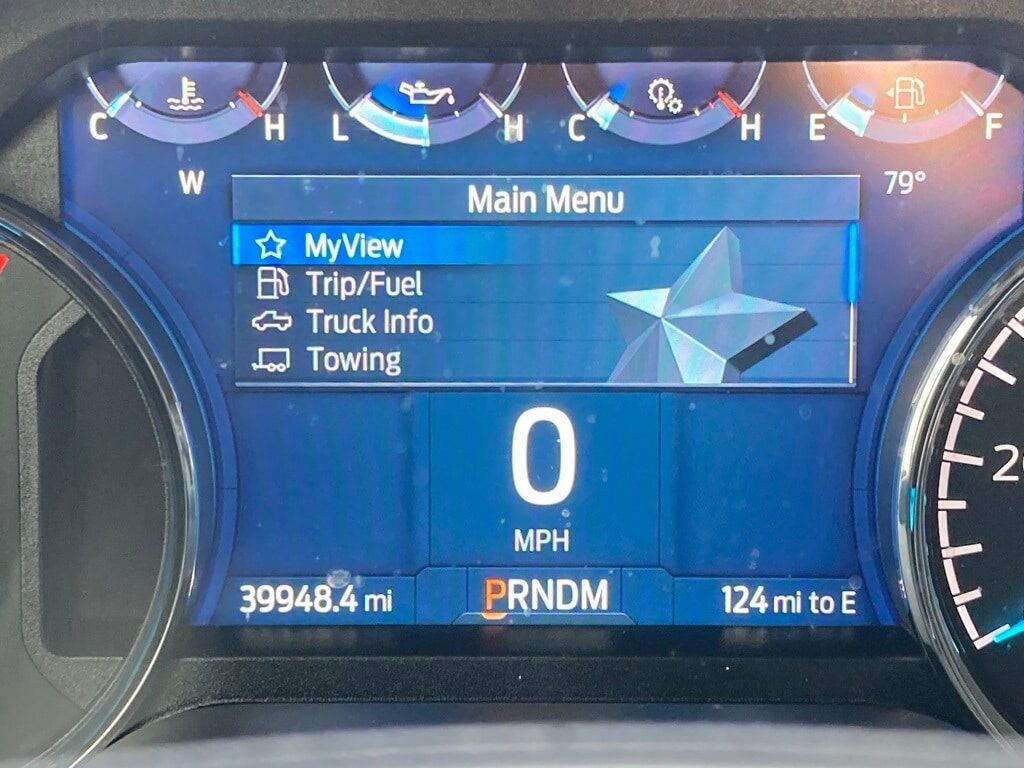 C H L H C H E F
W
79°
Main Menu
MyView
Trip/Fuel
Truck Info
Towing
0
MPH
39948.4 mi
PRNDM
124 mi to E